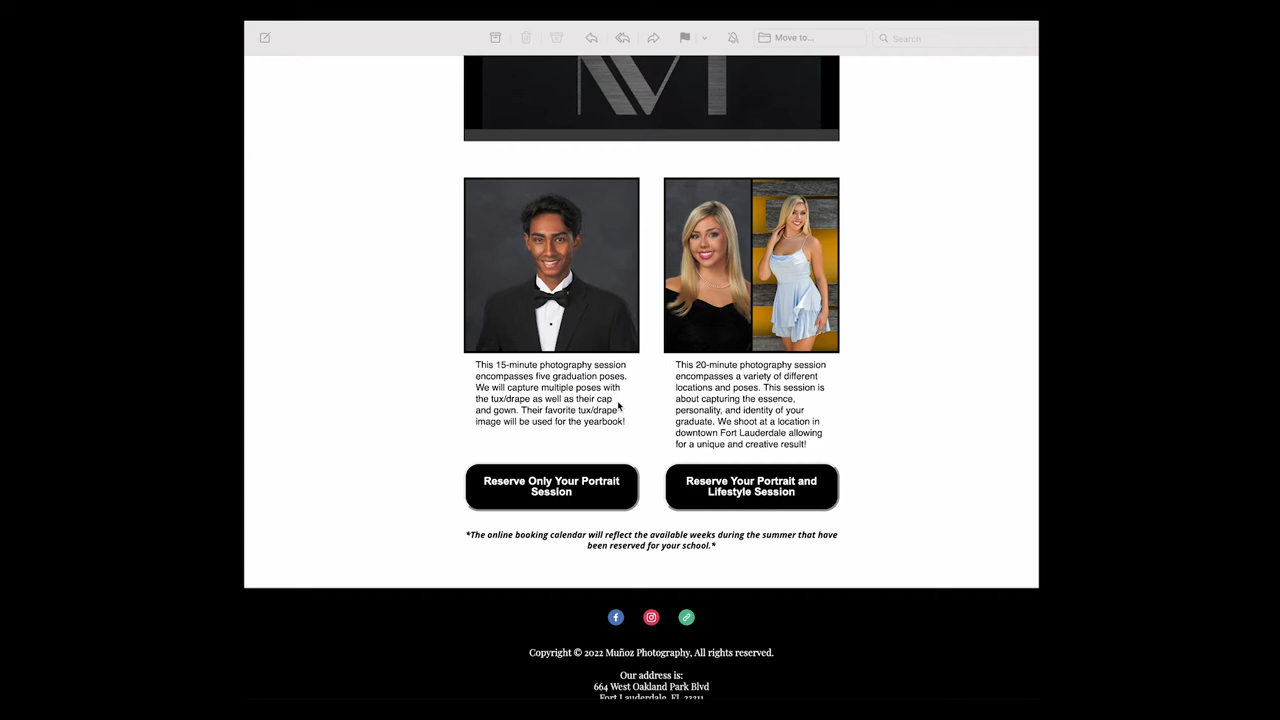 Move to...
Search
This 15-minute photography session
encompasses five graduation poses.
We will capture multiple poses with
the tux/drape as well as their cap
and gown. Their favorite tux/drape
image will be used for the yearbook!
This 20-minute photography session
encompasses a variety of different
locations and poses. This session is
about capturing the essence,
personality, and identity of your
graduate. We shoot at a location in
downtown Fort Lauderdale allowing
for a unique and creative result!
Reserve Only Your Portrait
Session
Reserve Your Portrait and
Lifestyle Session
*The online booking calendar will reflect the available weeks during the summer that have
been reserved for your school.*
Copyright © 2022 Muñoz Photography, All rights reserved.
Our address is:
664 West Oakland Park Blvd
Fort Lauderdale, FL 33311